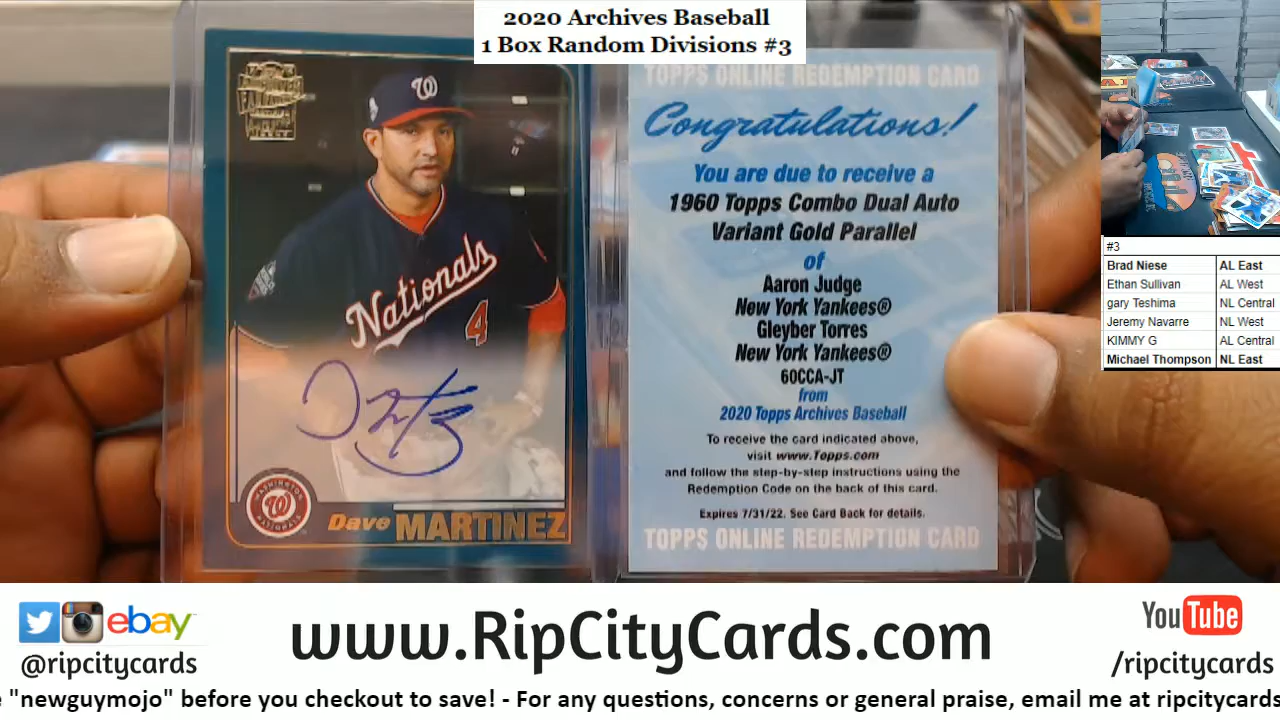 2020 Archives Baseball
1 Box Random Divisions #3
W
Nationals
4
WASHINGTON
NATIONALS
Dave MARTINEZ
TOPPS ONLINE REDEMPTION CARD
Congratulations!
You are due to receive a
1960 Topps Combo Dual Auto
Variant Gold Parallel
of
Aaron Judge
New York Yankees®
Gleyber Torres
New York Yankees®
60CCA-JT
from
2020 Topps Archives Baseball
To receive the card indicated above,
visit www.Topps.com
and follow the step-by-step instructions using the
Redemption Code on the back of this card.
Expires 7/31/22. See Card Back for details.
TOPPS ONLINE REDEMPTION CARD
#3
Brad Niese AL East
Ethan Sullivan AL West
gary Teshima NL Central
Jeremy Navarre NL West
KIMMY G AL Central
Michael Thompson NL East
ebay
@ripcitycards
www.RipCityCards.com
YouTube
/ripcitycards
"newguymojo" before you checkout to save! - For any questions, concerns or general praise, email me at ripcitycards